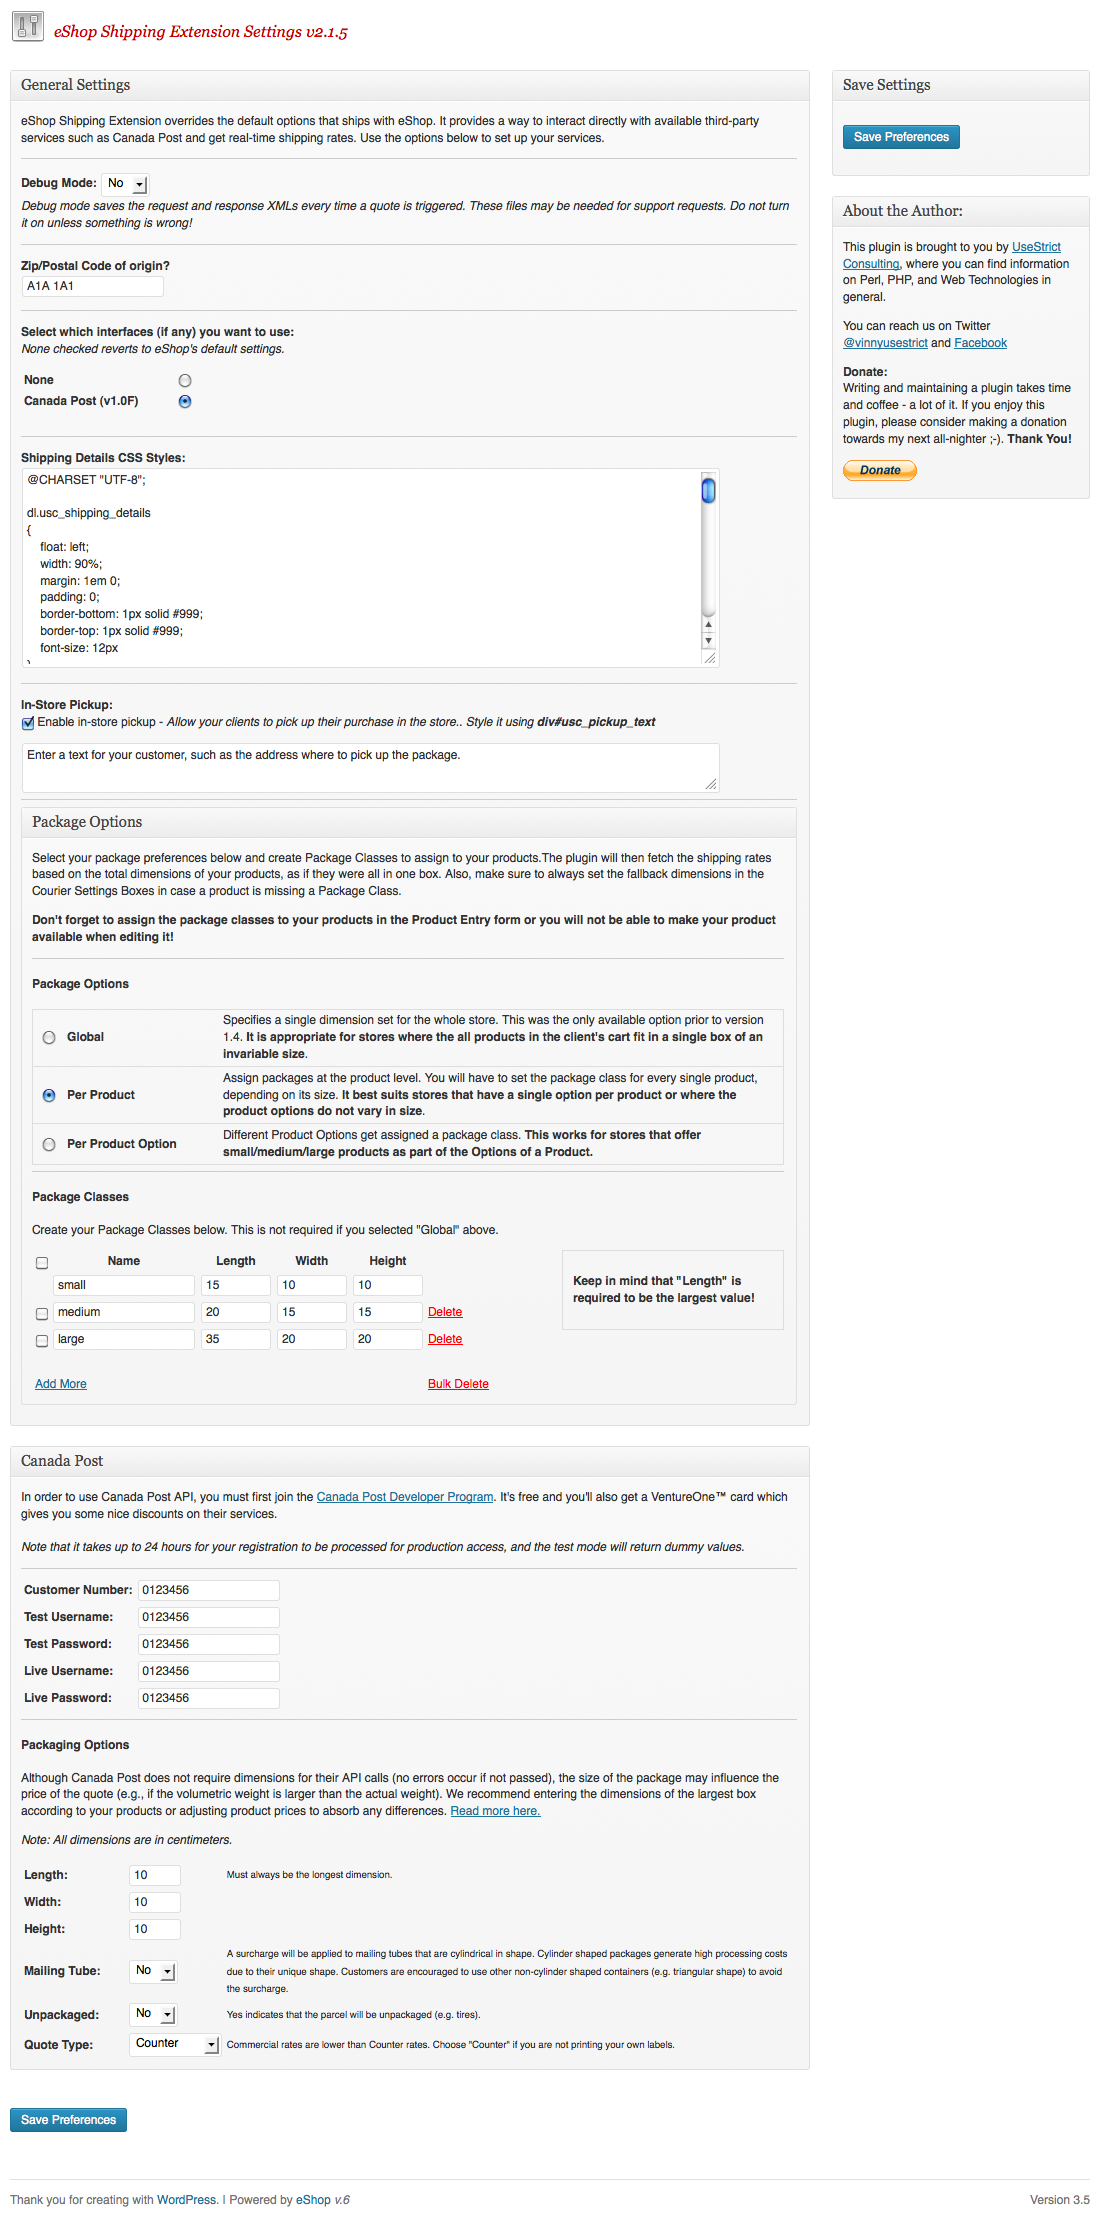 eShop Shipping Extension Settings v2.1.5
General Settings
eShop Shipping Extension overrides the default options that ships with eShop. It provides a way to interact directly with available third-party
services such as Canada Post and get real-time shipping rates. Use the options below to set up your services.
Debug Mode: No
Debug mode saves the request and response XMLs every time a quote is triggered. These files may be needed for support requests. Do not turn
it on unless something is wrong!
Zip/Postal Code of origin?
A1A 1A1
Select which interfaces (if any) you want to use:
None checked reverts to eShop's default settings.
None
Canada Post (v1.0F)
Shipping Details CSS Styles:
@CHARSET "UTF-8";
dl.usc_shipping_details
{
float: left;
width: 90%;
margin: 1em 0;
padding: 0;
border-bottom: 1px solid #999;
border-top: 1px solid #999;
font-size: 12px
}
In-Store Pickup:
Enable in-store pickup - Allow your clients to pick up their purchase in the store.. Style it using div#usc_pickup_text
Enter a text for your customer, such as the address where to pick up the package.
Package Options
Select your package preferences below and create Package Classes to assign to your products.The plugin will then fetch the shipping rates
based on the total dimensions of your products, as if they were all in one box. Also, make sure to always set the fallback dimensions in the
Courier Settings Boxes in case a product is missing a Package Class.
Don't forget to assign the package classes to your products in the Product Entry form or you will not be able to make your product
available when editing it!
Package Options
Global
Specifies a single dimension set for the whole store. This was the only available option prior to version
1.4. It is appropriate for stores where the all products in the client's cart fit in a single box of an
invariable size.
Per Product
Assign packages at the product level. You will have to set the package class for every single product,
depending on its size. It best suits stores that have a single option per product or where the
product options do not vary in size.
Per Product Option
Different Product Options get assigned a package class. This works for stores that offer
small/medium/large products as part of the Options of a Product.
Package Classes
Create your Package Classes below. This is not required if you selected "Global" above.
Name Length Width Height
small 15 10 10
medium 20 15 15 Delete
large 35 20 20 Delete
Add More Bulk Delete
Keep in mind that "Length" is
required to be the largest value!
Canada Post
In order to use Canada Post API, you must first join the Canada Post Developer Program. It's free and you'll also get a VentureOne™ card which
gives you some nice discounts on their services.
Note that it takes up to 24 hours for your registration to be processed for production access, and the test mode will return dummy values.
Customer Number: 0123456
Test Username: 0123456
Test Password: 0123456
Live Username: 0123456
Live Password: 0123456
Packaging Options
Although Canada Post does not require dimensions for their API calls (no errors occur if not passed), the size of the package may influence the
price of the quote (e.g., if the volumetric weight is larger than the actual weight). We recommend entering the dimensions of the largest box
according to your products or adjusting product prices to absorb any differences. Read more here.
Note: All dimensions are in centimeters.
Length: 10 Must always be the longest dimension.
Width: 10
Height: 10
Mailing Tube: No
A surcharge will be applied to mailing tubes that are cylindrical in shape. Cylinder shaped packages generate high processing costs
due to their unique shape. Customers are encouraged to use other non-cylinder shaped containers (e.g. triangular shape) to avoid
the surcharge.
Unpackaged: No Yes indicates that the parcel will be unpackaged (e.g. tires).
Quote Type: Counter Commercial rates are lower than Counter rates. Choose "Counter" if you are not printing your own labels.
Save Preferences
Save Settings
Save Preferences
About the Author:
This plugin is brought to you by UseStrict
Consulting, where you can find information
on Perl, PHP, and Web Technologies in
general.
You can reach us on Twitter
@vinnyusestrict and Facebook
Donate:
Writing and maintaining a plugin takes time
and coffee - a lot of it. If you enjoy this
plugin, please consider making a donation
towards my next all-nighter ;-). Thank You!
Donate
Thank you for creating with WordPress. | Powered by eShop v.6
Version 3.5